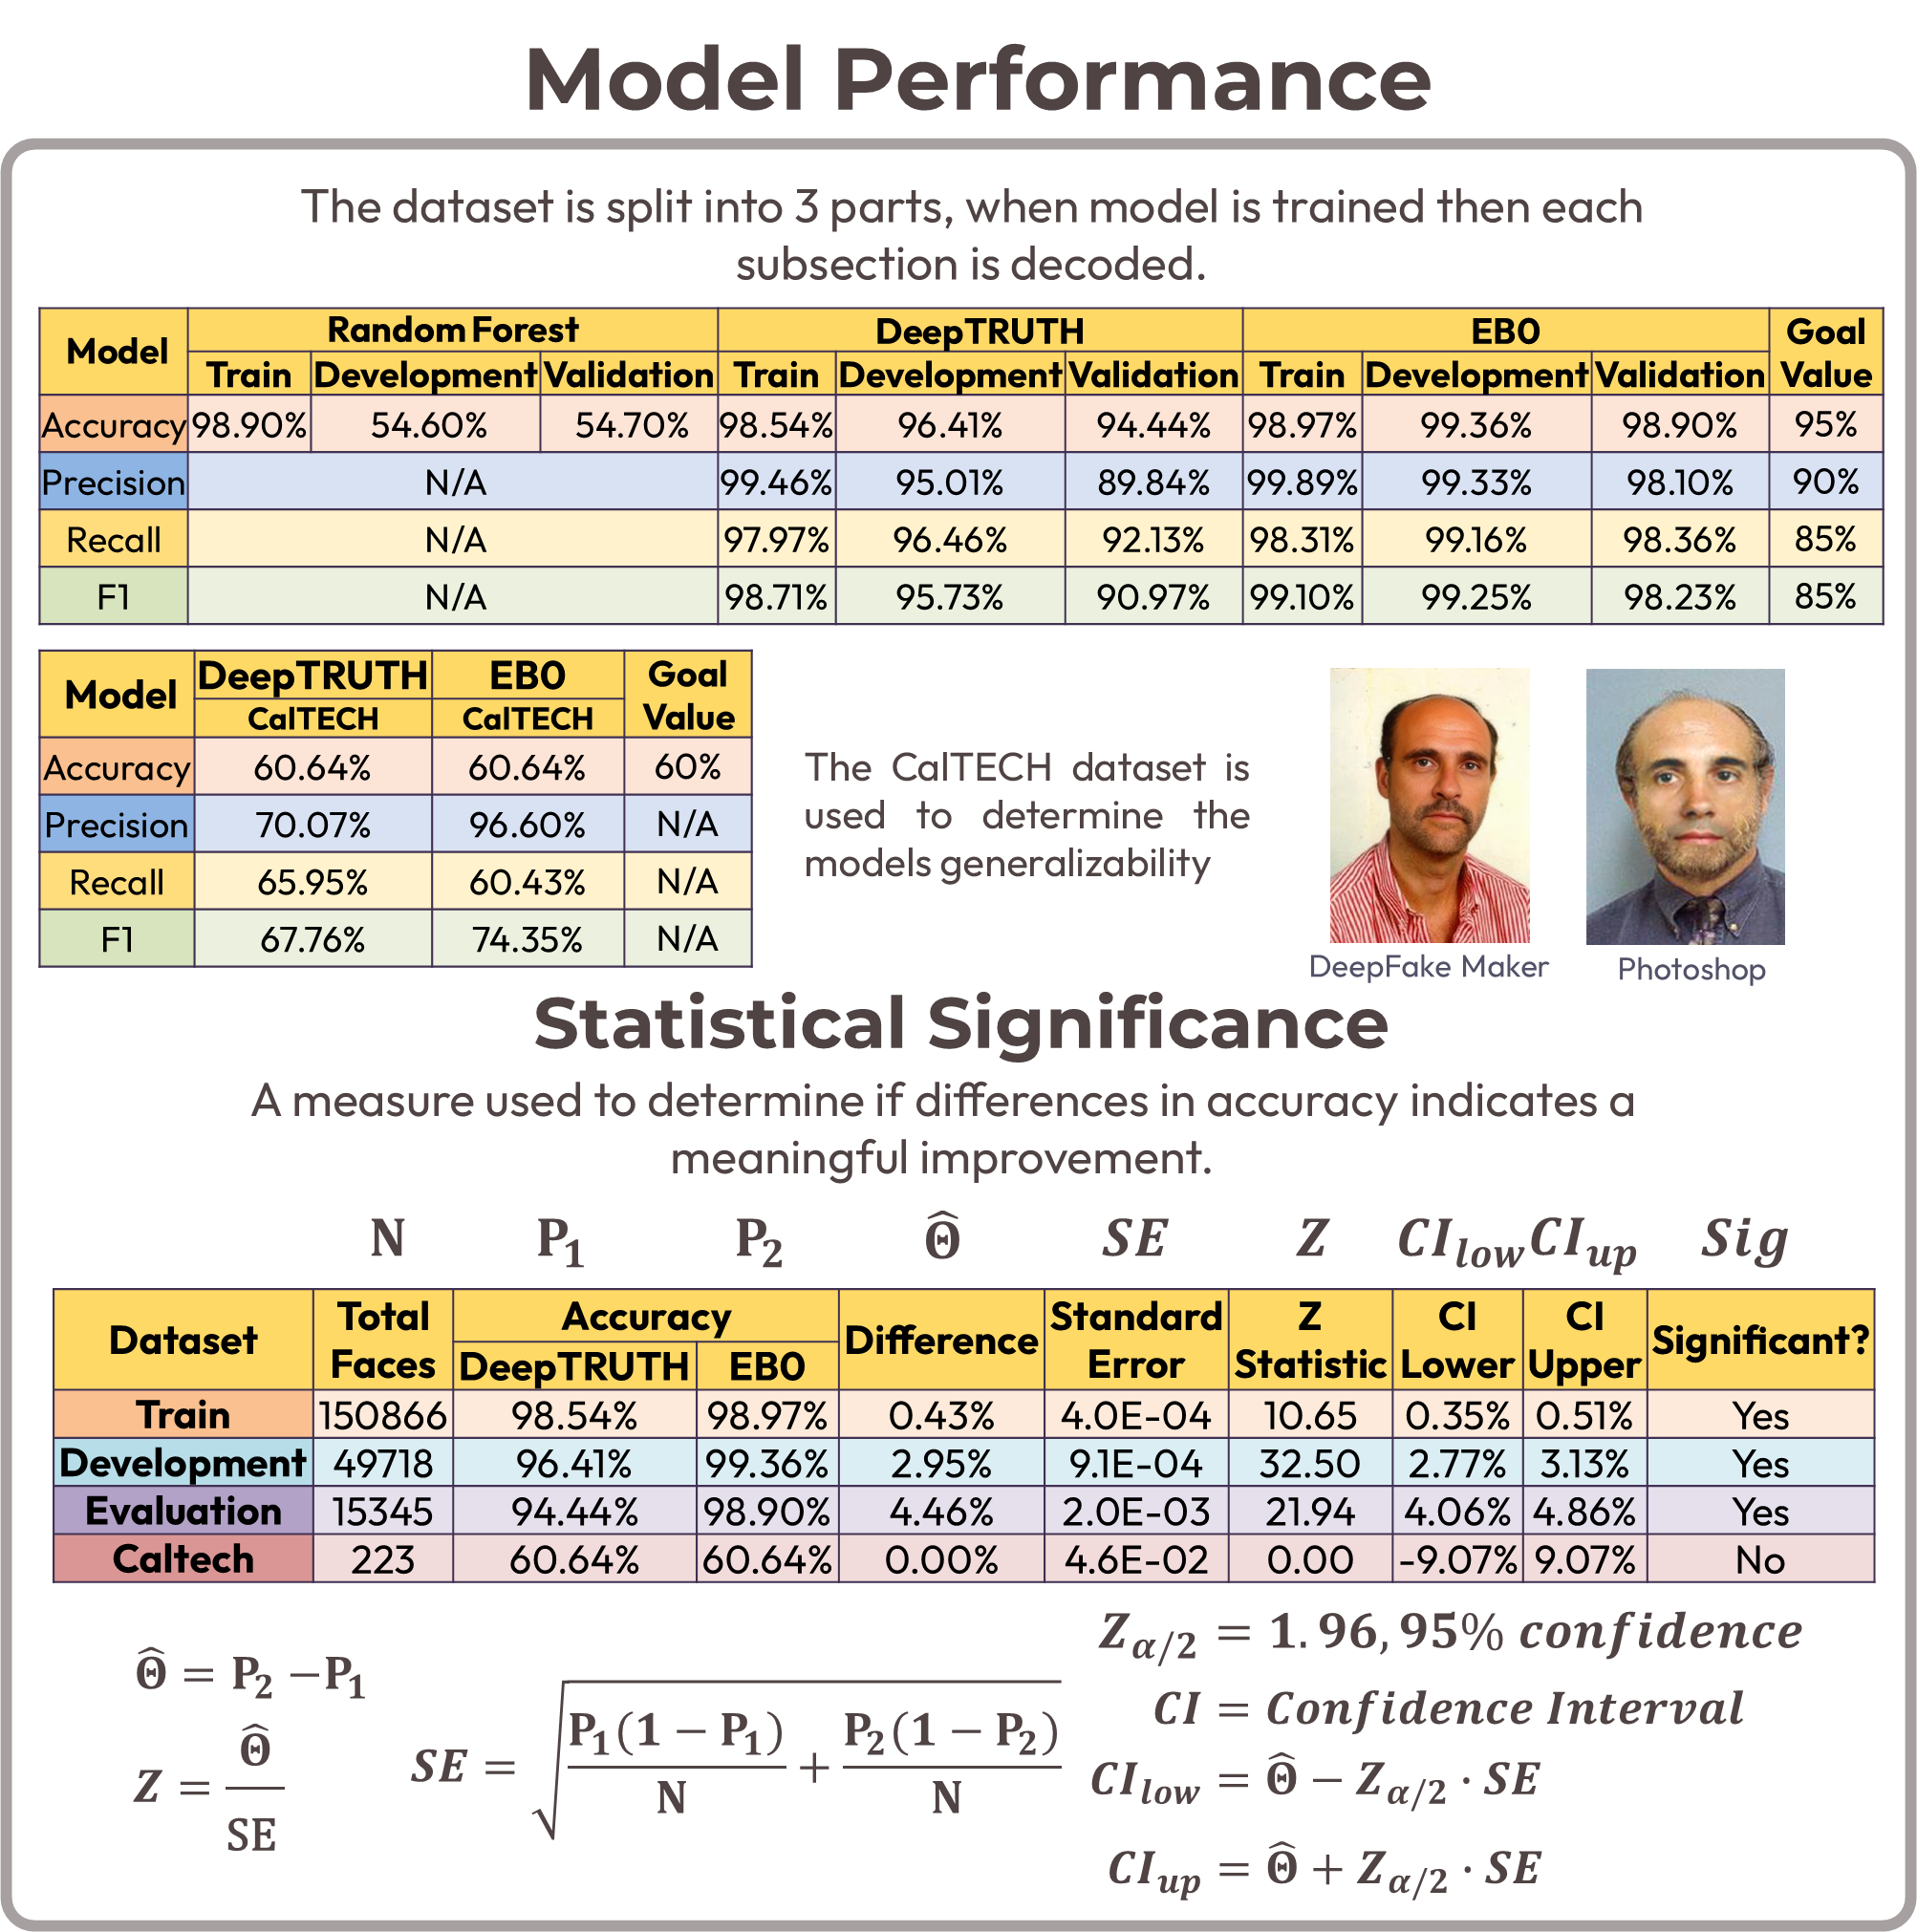 Model Performance
The dataset is split into 3 parts, when model is trained then each
subsection is decoded.
Model Random Forest DeepTRUTH EB0 Goal Value
Train Development Validation Train Development Validation Train Development Validation
Accuracy 98.90% 54.60% 54.70% 98.54% 96.41% 94.44% 98.97% 99.36% 98.90% 95%
Precision N/A 99.46% 95.01% 89.84% 99.89% 99.33% 98.10% 90%
Recall N/A 97.97% 96.46% 92.13% 98.31% 99.16% 98.36% 85%
F1 N/A 98.71% 95.73% 90.97% 99.10% 99.25% 98.23% 85%
Model DeepTRUTH EB0 Goal Value
CalTECH CalTECH
Accuracy 60.64% 60.64% 60%
Precision 70.07% 96.60% N/A
Recall 65.95% 60.43% N/A
F1 67.76% 74.35% N/A
The CalTECH dataset is
used to determine the
models generalizability
DeepFake Maker
Photoshop
Statistical Significance
A measure used to determine if differences in accuracy indicates a
meaningful improvement.
N P₁ P₂ Θ̂ SE Z CI_low CI_up Sig
Dataset Total Faces Accuracy Difference Standard Error Z Statistic CI Lower CI Upper Significant?
DeepTRUTH EB0
Train 150866 98.54% 98.97% 0.43% 4.0E-04 10.65 0.35% 0.51% Yes
Development 49718 96.41% 99.36% 2.95% 9.1E-04 32.50 2.77% 3.13% Yes
Evaluation 15345 94.44% 98.90% 4.46% 2.0E-03 21.94 4.06% 4.86% Yes
Caltech 223 60.64% 60.64% 0.00% 4.6E-02 0.00 -9.07% 9.07% No
Θ̂ = P₂ − P₁
Z = Θ̂ / SE
SE = √(P₁(1 − P₁)/N + P₂(1 − P₂)/N)
Z_α/2 = 1.96, 95% confidence
CI = Confidence Interval
CI_low = Θ̂ − Z_α/2 · SE
CI_up = Θ̂ + Z_α/2 · SE